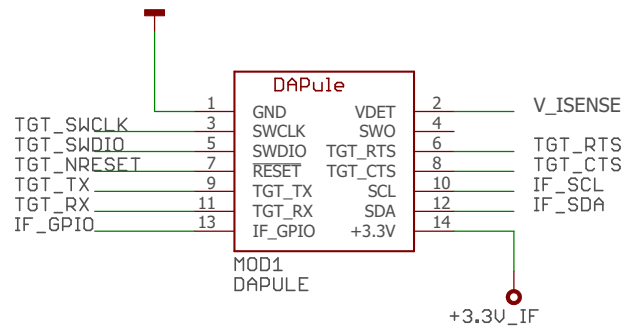 DAPule
1 GND VDET 2 V_ISENSE
TGT_SWCLK 3 SWCLK SWO 4
TGT_SWDIO 5 SWDIO TGT_RTS 6 TGT_RTS
TGT_NRESET 7 RESET TGT_CTS 8 TGT_CTS
TGT_TX 9 TGT_TX SCL 10 IF_SCL
TGT_RX 11 TGT_RX SDA 12 IF_SDA
IF_GPIO 13 IF_GPIO +3.3V 14
MOD1
DAPULE
+3.3V_IF